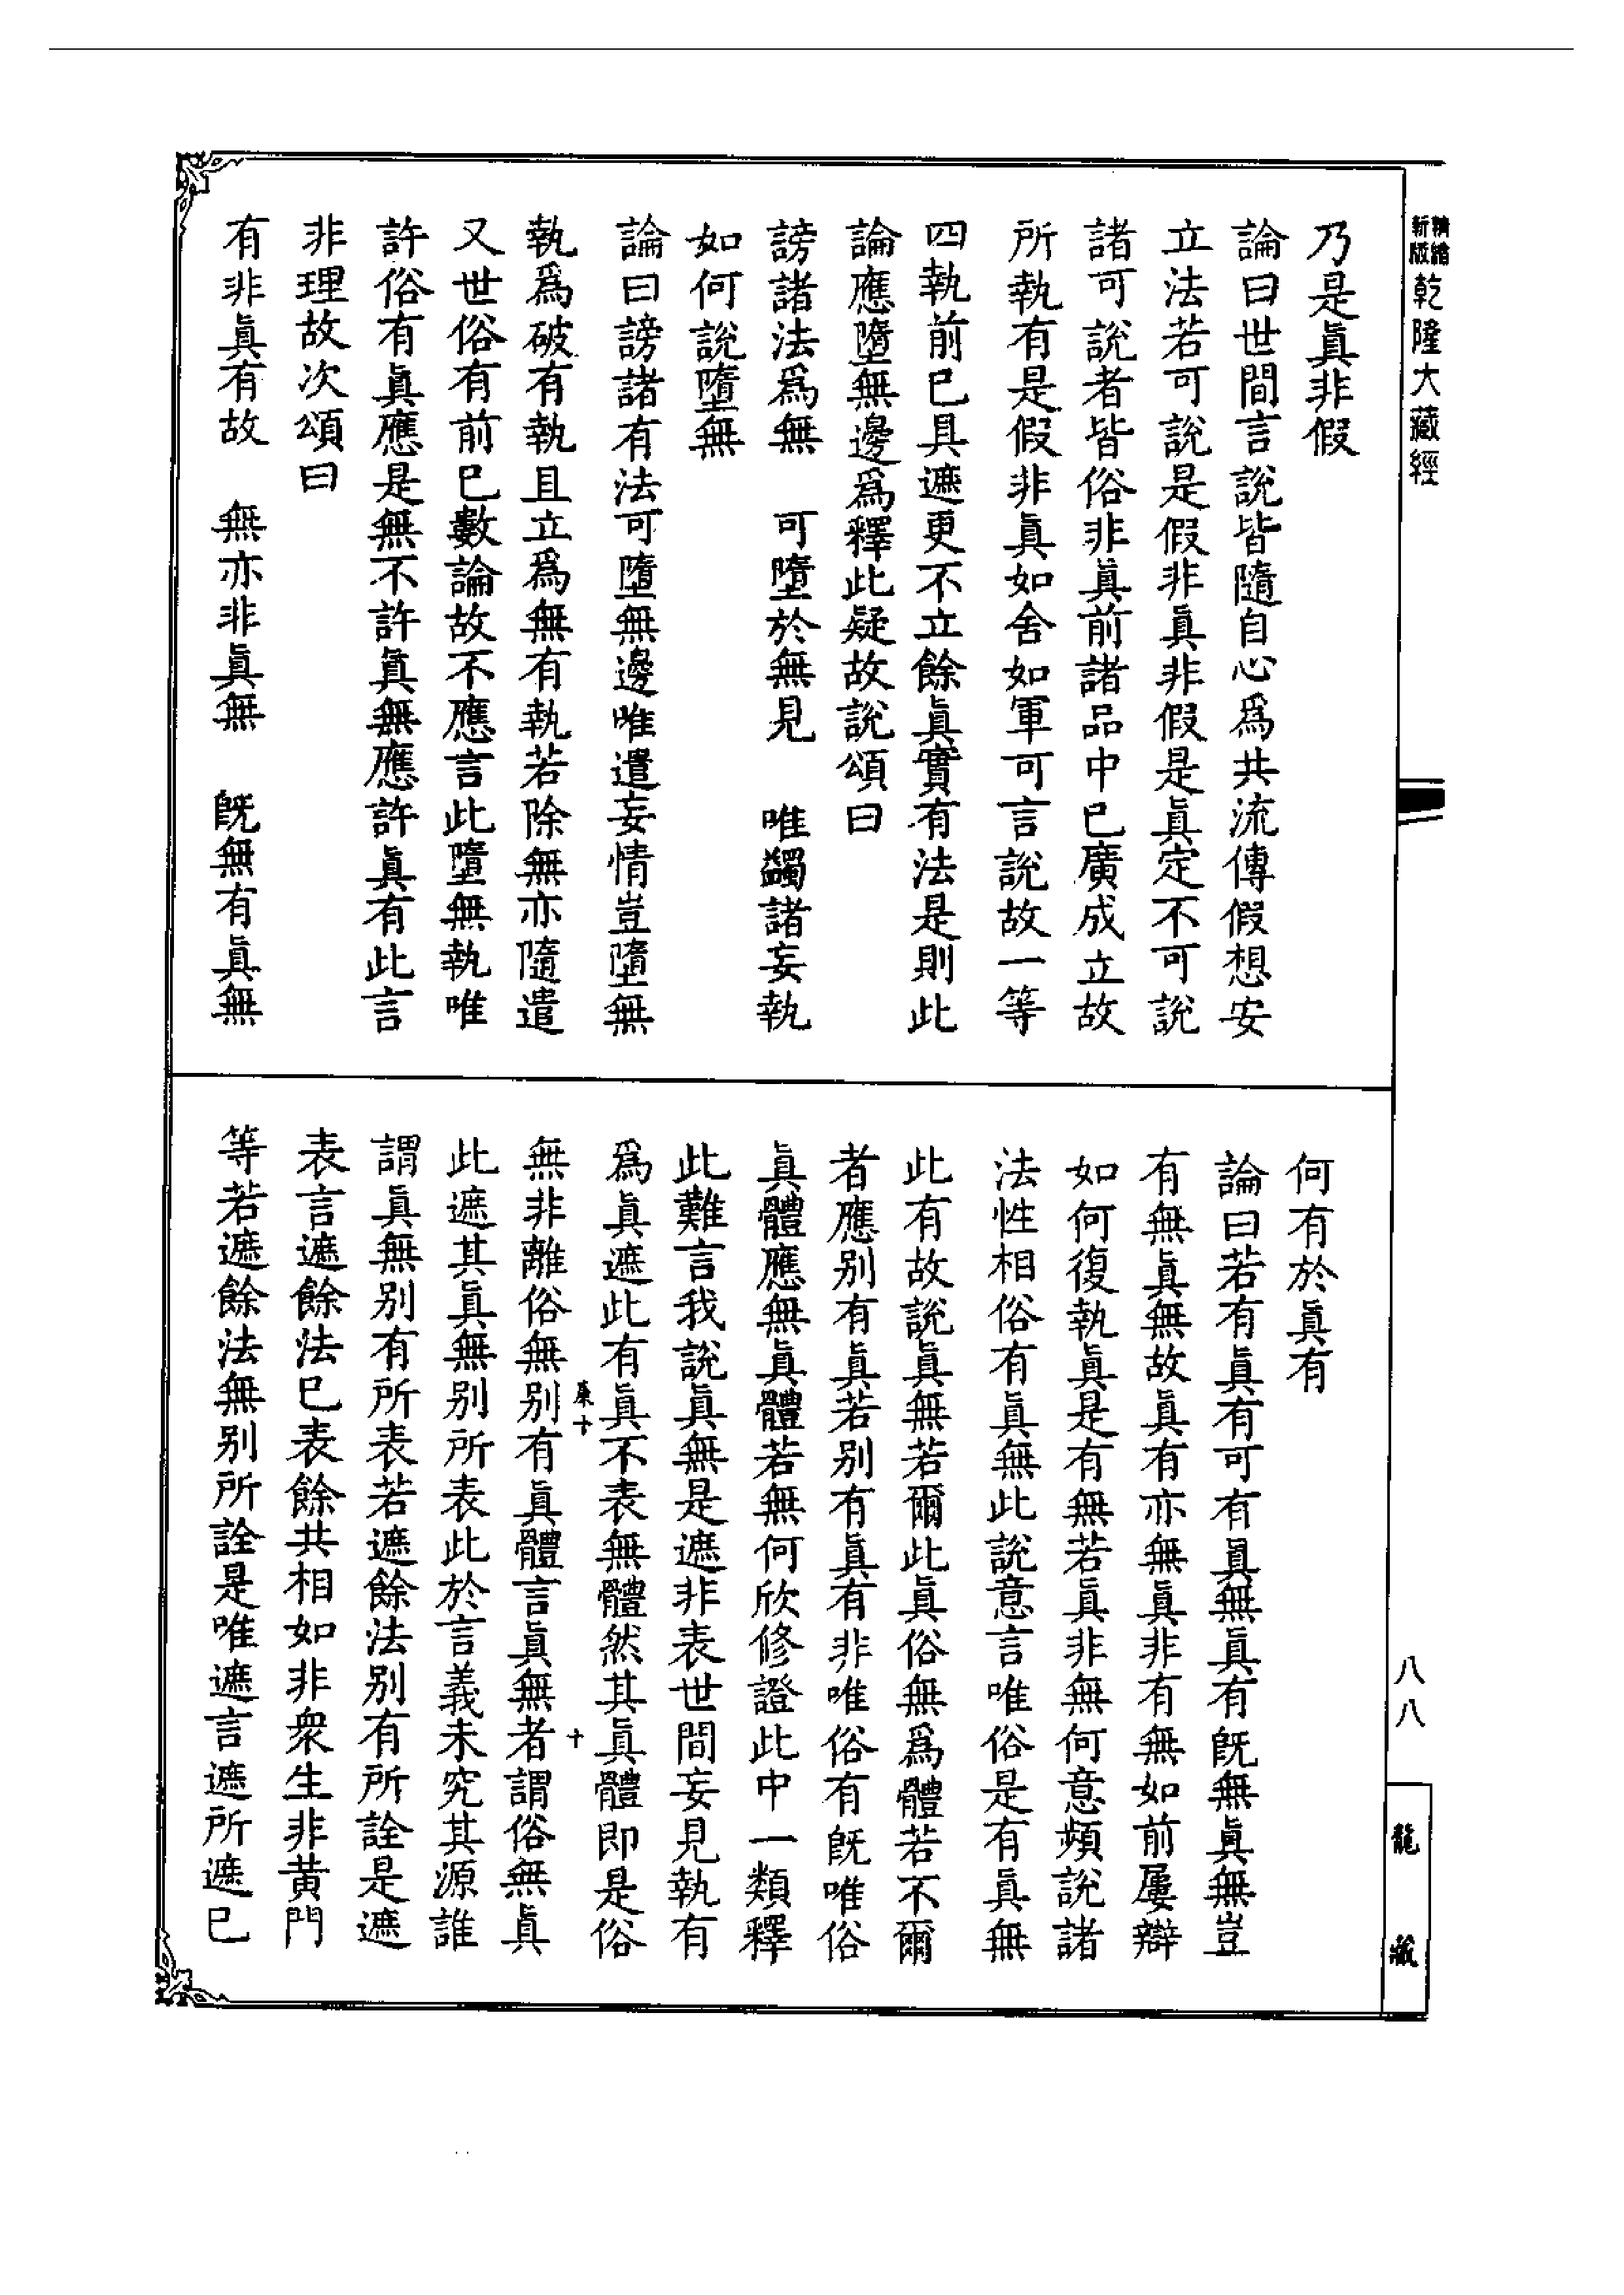 精繪
新版
乾隆大藏經
乃是眞非假
論曰世間言說皆隨自心爲共流傳假想安
立法若可說是假非眞非假是眞定不可說
諸可說者皆俗非眞前諸品中已廣成立故
所執有是假非眞如舍如軍可言說故一等
四執前已具遮更不立餘眞實有法是則此
論應墮無邊爲釋此疑故說頌曰
謗諸法爲無　可墮於無見　唯蠲諸妄執
如何說墮無
論曰謗諸有法可墮無邊唯遣妄情豈墮無
執爲破有執且立爲無有執若除無亦隨遣
又世俗有前已數論故不應言此墮無執唯
許俗有眞應是無不許眞無應許眞有此言
非理故次頌曰
有非眞有故　無亦非眞無　旣無有眞無
何有於眞有
論曰若有眞有可有眞無眞有旣無眞無豈
有無眞無故眞有亦無眞非有無如前屢辯
如何復執眞是有無若眞非無何意頻說諸
法性相俗有眞無此說意言唯俗是有眞無
此有故說眞無若爾此眞俗無爲體若不爾
者應别有眞若别有眞有非唯俗有旣唯俗
眞體應無眞體若無何欣修證此中一類釋
此難言我說眞無是遮非表世間妄見執有
爲眞遮此有眞不表無體然其眞體即是俗
無非離俗無别有眞體言眞無者謂俗無眞
此遮其眞無别所表此於言義未究其源誰
謂眞無别有所表若遮餘法别有所詮是遮
表言遮餘法已表餘共相如非衆生非黃門
等若遮餘法無别所詮是唯遮言遮所遮已
十
八八
龍藏